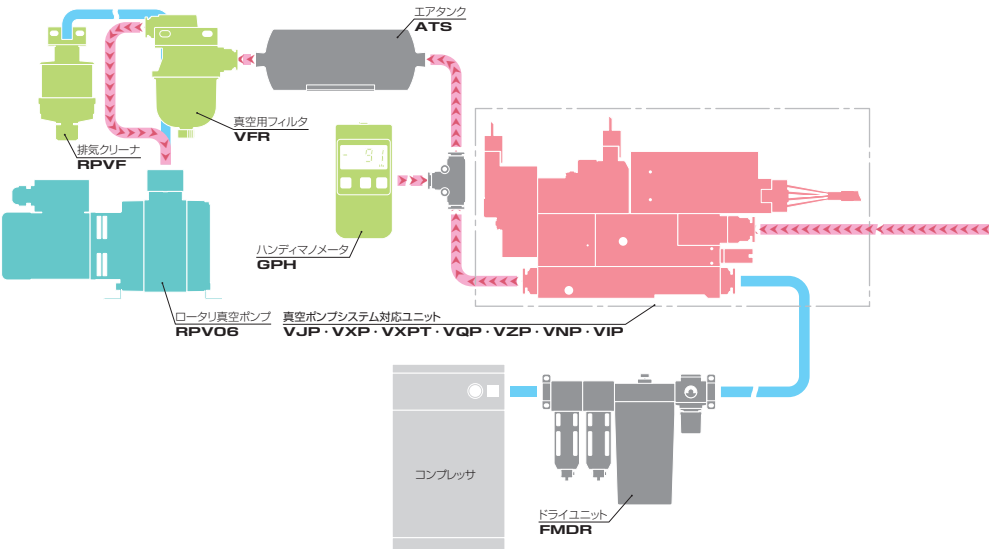 エアタンク
ATS
真空用フィルタ
VFR
排気クリーナ
RPVF
- 91
ハンディマノメータ
GPH
ロータリ真空ポンプ
RPV06
真空ポンプシステム対応ユニット
VJP・VXP・VXPT・VQP・VZP・VNP・VIP
コンプレッサ
ドライユニット
FMDR